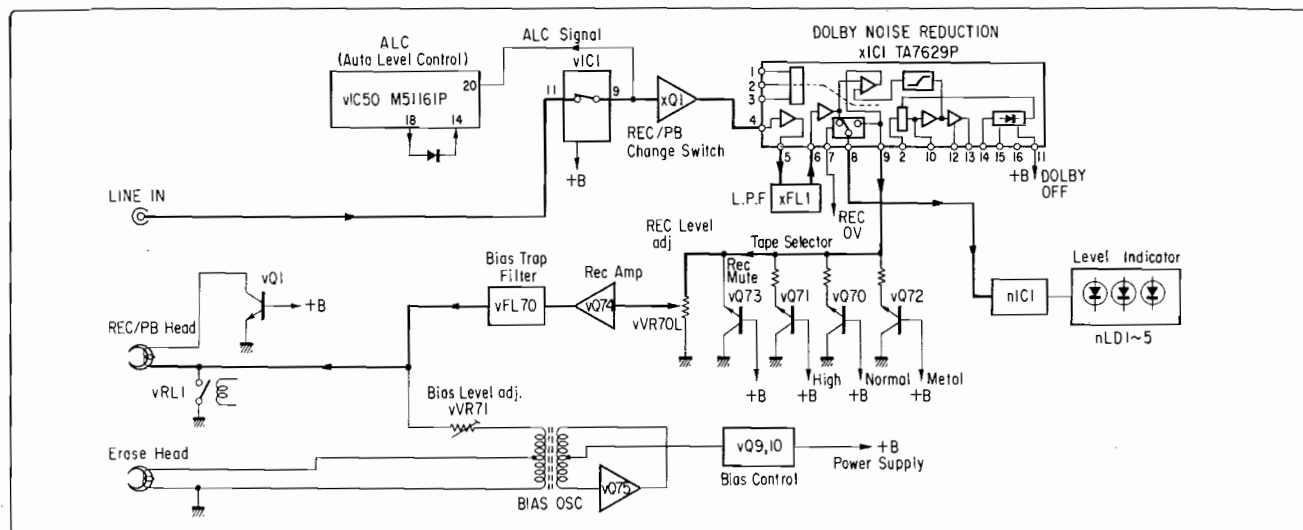 DOLBY NOISE REDUCTION
xIC1 TA7629P
ALC
(Auto Level Control)
ALC Signal
vIC1
20
vIC50 M51161P
18
14
11
9
xQ1
REC/PB
Change Switch
+B
1
2
3
4
5
6
7
8
9
2
10
12
13
14
15
16
11
+B
DOLBY
OFF
LINE IN
L.P.F
xFL1
REC
0V
REC Level
adj
Tape Selector
Bias Trap
Filter
Rec Amp
Rec
Mute
Level Indicator
vQ1
+B
vFL70
vQ74
vVR70L
vQ73
vQ71
vQ70
vQ72
nIC1
nLD1~5
REC/PB Head
vRL1
High
Normal
Metal
+B
+B
+B
+B
Bias Level adj.
vVR71
Erase Head
vQ9,10
+B
Power Supply
Bias Control
vQ75
BIAS OSC